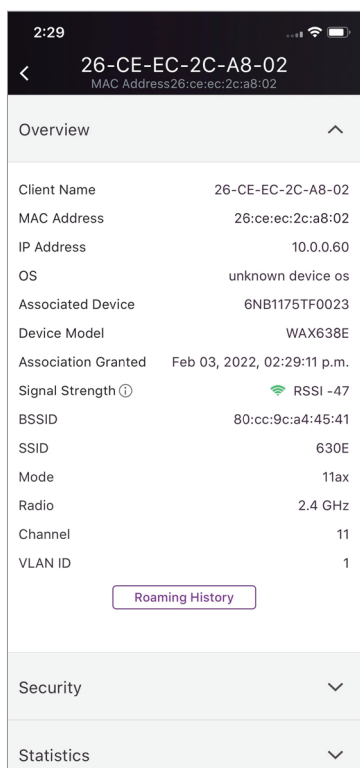 2:29
26-CE-EC-2C-A8-02
MAC Address26:ce:ec:2c:a8:02
Overview
Client Name 26-CE-EC-2C-A8-02
MAC Address 26:ce:ec:2c:a8:02
IP Address 10.0.0.60
OS unknown device os
Associated Device 6NB1175TF0023
Device Model WAX638E
Association Granted Feb 03, 2022, 02:29:11 p.m.
Signal Strength RSSI -47
BSSID 80:cc:9c:a4:45:41
SSID 630E
Mode 11ax
Radio 2.4 GHz
Channel 11
VLAN ID 1
Roaming History
Security
Statistics